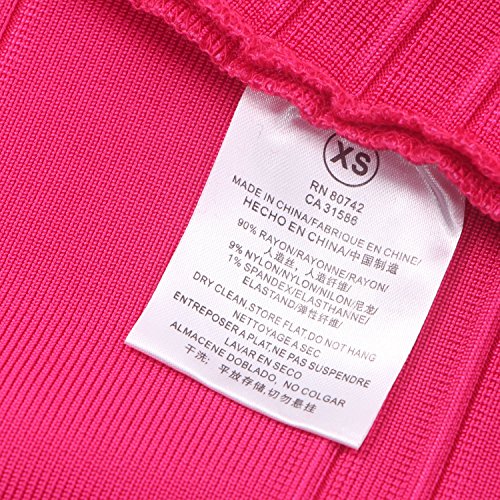 XS
RN 80742
CA 31586
MADE IN CHINA/FABRIQUE EN CHINE/
HECHO EN CHINA/中国制造
90% RAYON/RAYONNE/RAYON/
人造丝，人造纤维/
9% NYLON/NYLON/NILON/尼龙/
1% SPANDEX/ELASTHANNE/
ELASTAND/弹性纤维/
DRY CLEAN.STORE FLAT DO NOT HANG
NETTOYAGE A SEC
ENTREPOSER A PLAT,NE PAS SUSPENDRE
LAVAR EN SECO
ALMACENE DOBLADO, NO COLGAR
干洗；平放存储,切勿悬挂